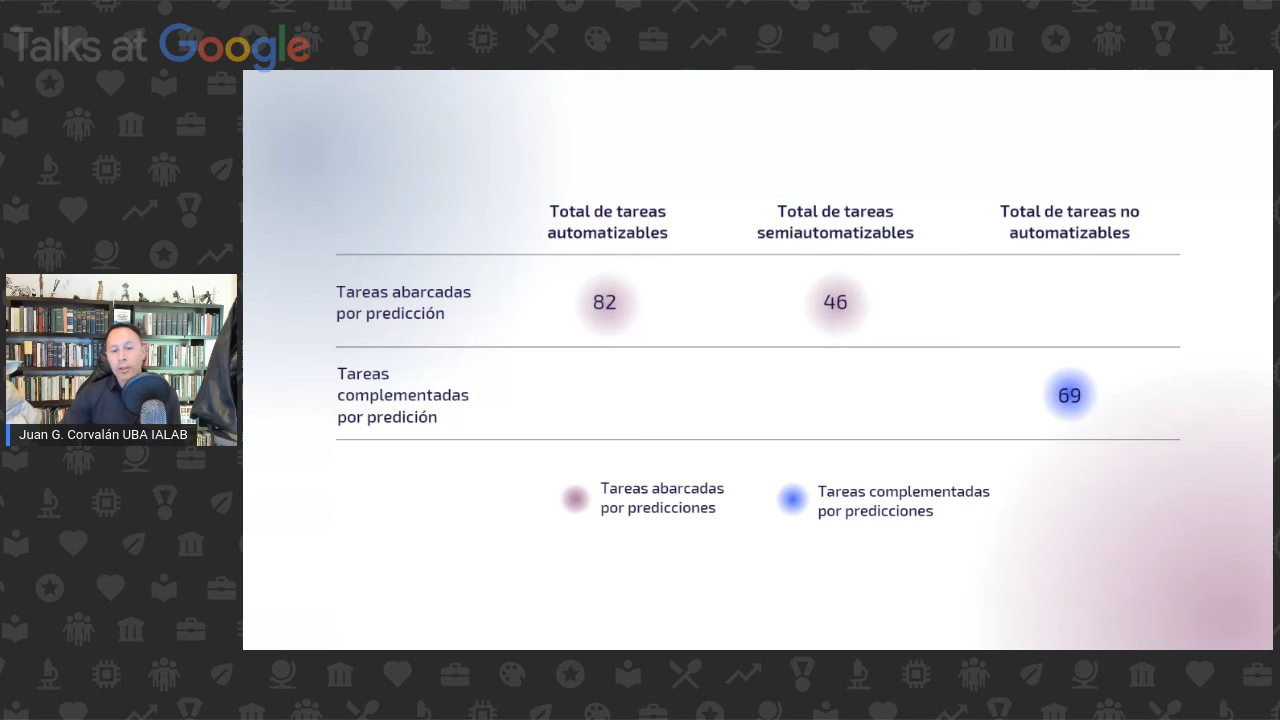 Talks at Google
Total de tareas
automatizables
Total de tareas
semiautomatizables
Total de tareas no
automatizables
Tareas abarcadas
por predicción
82
46
Tareas
complementadas
por predición
69
Tareas abarcadas
por predicciones
Tareas complementadas
por predicciones
Juan G. Corvalán UBA IALAB